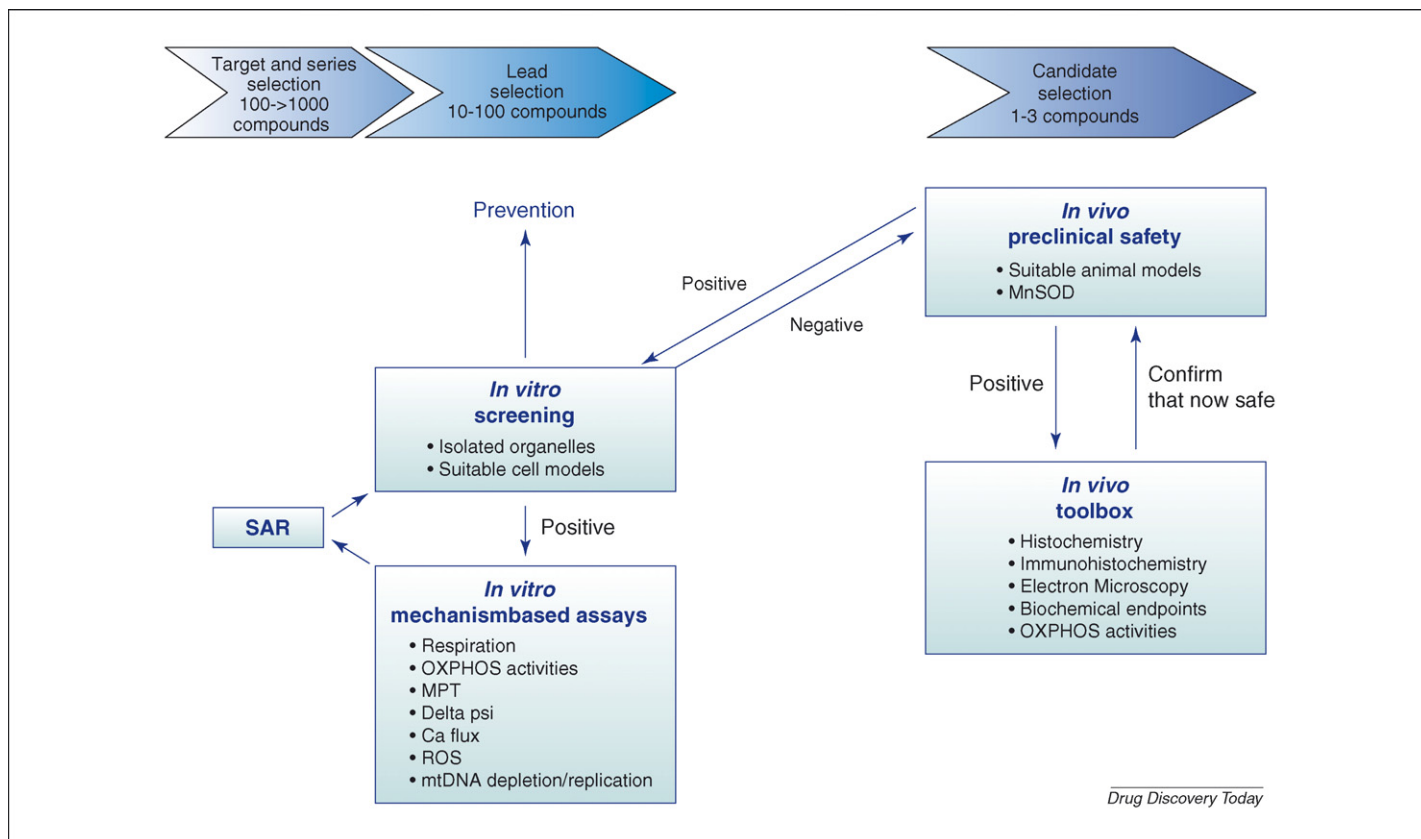 Target and series
selection
100->1000
compounds
Lead
selection
10-100 compounds
Candidate
selection
1-3 compounds
Prevention
Positive
Negative
In vivo
preclinical safety
• Suitable animal models
• MnSOD
In vitro
screening
• Isolated organelles
• Suitable cell models
Positive
Confirm
that now safe
SAR
Positive
In vitro
mechanismbased assays
• Respiration
• OXPHOS activities
• MPT
• Delta psi
• Ca flux
• ROS
• mtDNA depletion/replication
In vivo
toolbox
• Histochemistry
• Immunohistochemistry
• Electron Microscopy
• Biochemical endpoints
• OXPHOS activities
Drug Discovery Today